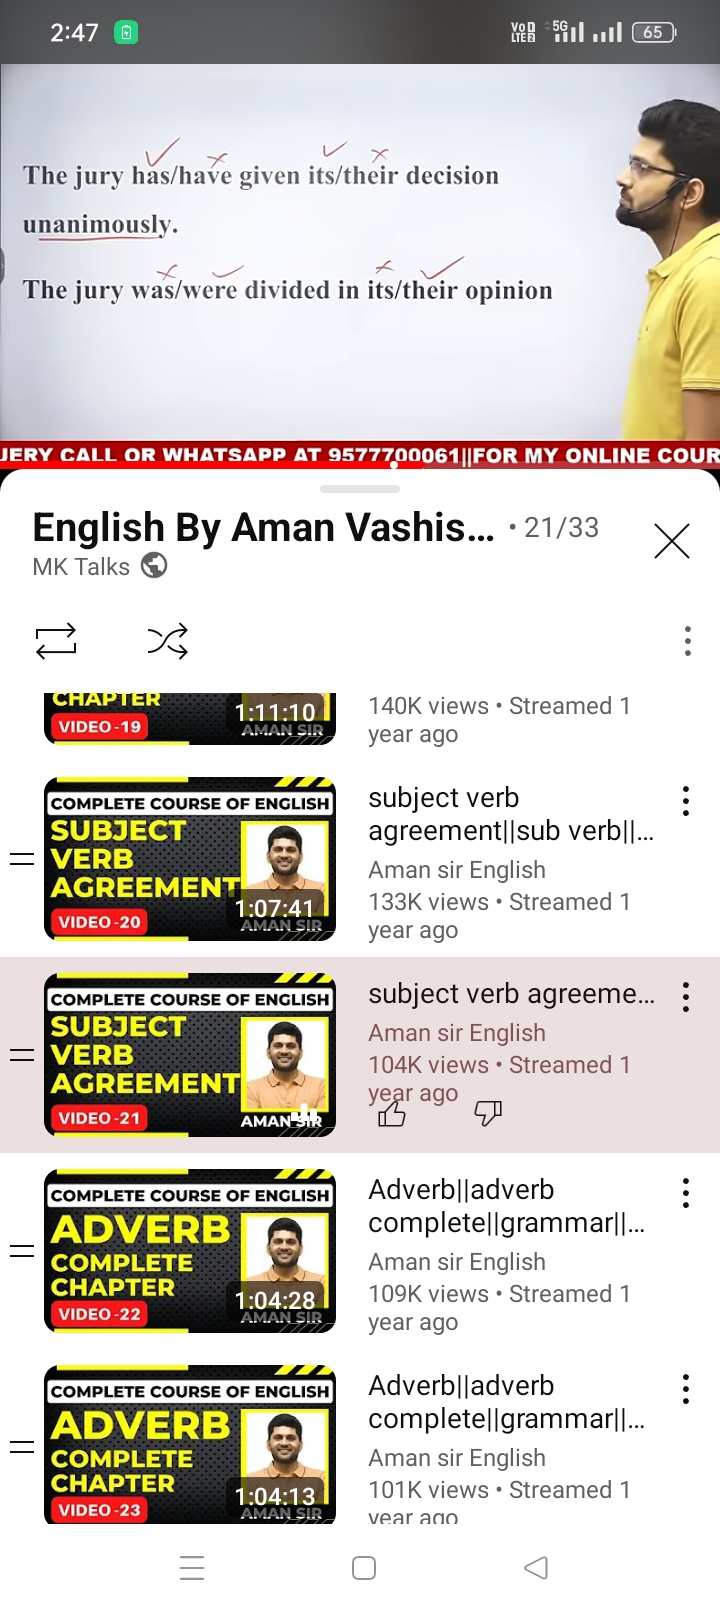 2:47
VoD 5G
LTE2 65
The jury has/have given its/their decision
unanimously.
The jury was/were divided in its/their opinion
UERY CALL OR WHATSAPP AT 9577700061||FOR MY ONLINE COUR
English By Aman Vashis... • 21/33
MK Talks
CHAPTER
VIDEO-19
1:11:10
AMAN SIR
140K views • Streamed 1
year ago
COMPLETE COURSE OF ENGLISH
SUBJECT
VERB
AGREEMENT
VIDEO-20
1:07:41
AMAN SIR
subject verb
agreement||sub verb||...
Aman sir English
133K views • Streamed 1
year ago
COMPLETE COURSE OF ENGLISH
SUBJECT
VERB
AGREEMENT
VIDEO-21
AMAN SIR
subject verb agreeme...
Aman sir English
104K views • Streamed 1
year ago
COMPLETE COURSE OF ENGLISH
ADVERB
COMPLETE
CHAPTER
VIDEO-22
1:04:28
AMAN SIR
Adverb||adverb
complete||grammar||...
Aman sir English
109K views • Streamed 1
year ago
COMPLETE COURSE OF ENGLISH
ADVERB
COMPLETE
CHAPTER
VIDEO-23
1:04:13
AMAN SIR
Adverb||adverb
complete||grammar||...
Aman sir English
101K views • Streamed 1
year ago